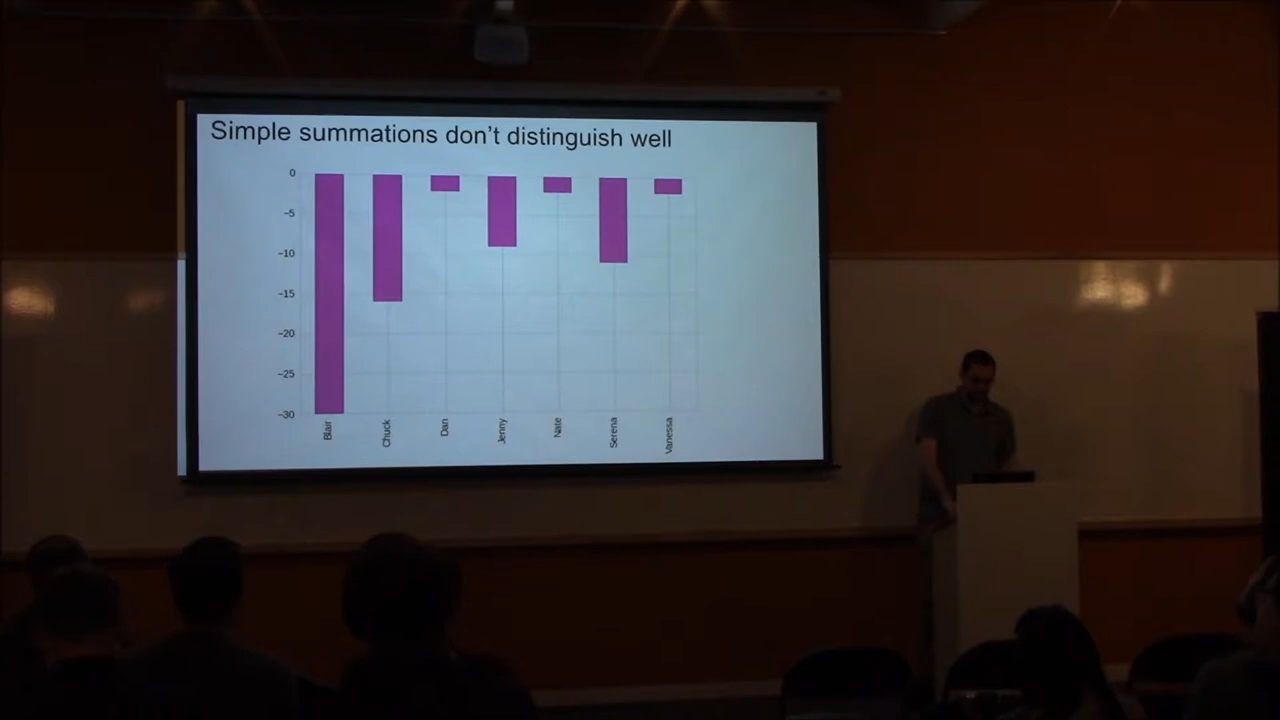 Simple summations don't distinguish well
0
−5
−10
−15
−20
−25
−30
Blair
Chuck
Dan
Jenny
Nate
Serena
Vanessa